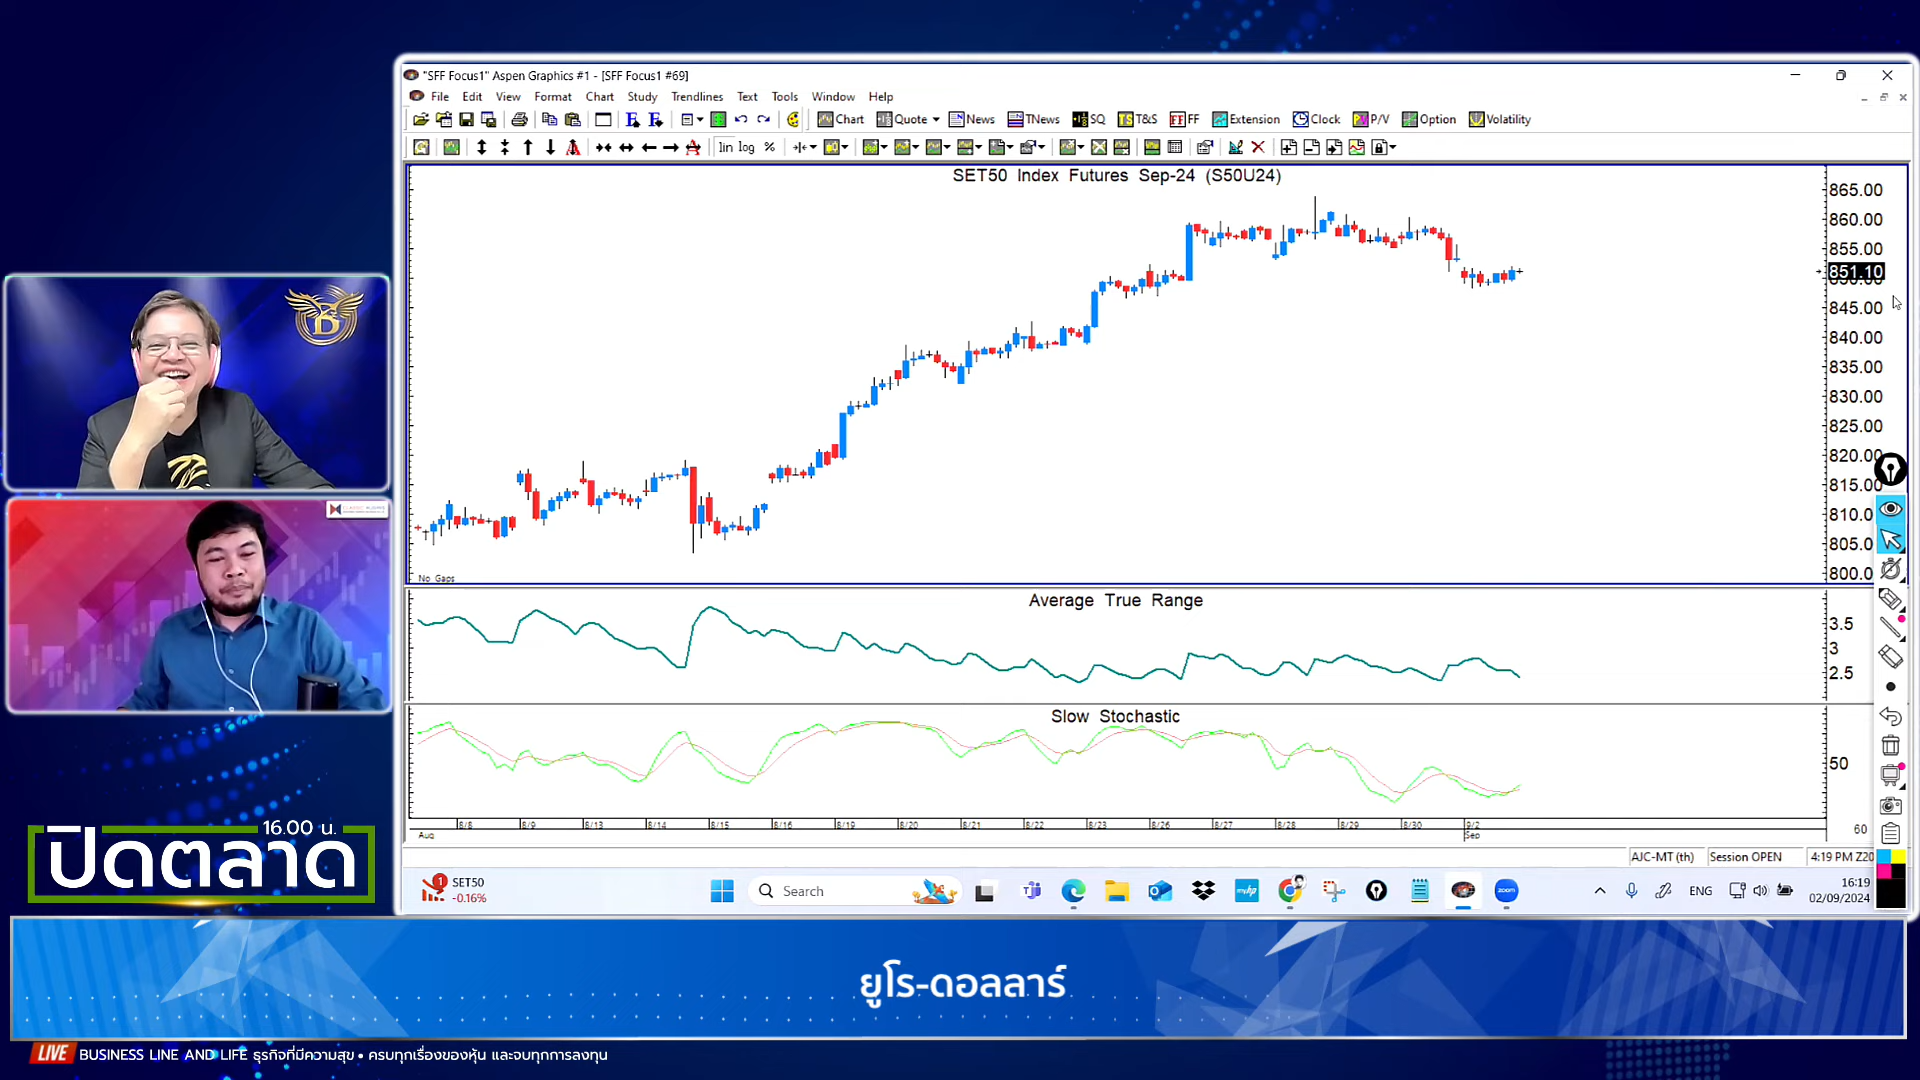 "SFF Focus1" Aspen Graphics #1 - [SFF Focus1 #69]
File Edit View Format Chart Study Trendlines Text Tools Window Help
Chart Quote News TNews SQ T&S FF Extension Clock P/V Option Volatility
lin log %
SET50 Index Futures Sep-24 (S50U24)
865.00
860.00
855.00
851.10
845.00
840.00
835.00
830.00
825.00
820.00
815.00
810.0
805.0
800.0
No Gaps
Average True Range
3.5
3
2.5
Slow Stochastic
50
8/8 8/9 8/13 8/14 8/15 8/16 8/19 8/20 8/21 8/22 8/23 8/26 8/27 8/28 8/29 8/30 9/2
Aug Sep
60
AJC-MT (th) Session OPEN 4:19 PM Z20
1
SET50
-0.16%
Search
zoom
ENG
16:19
02/09/2024
16.00 น.
ปิดตลาด
ยูโร-ดอลลาร์
LIVE BUSINESS LINE AND LIFE ธุรกิจที่มีความสุข • ครบทุกเรื่องของหุ้น และจบทุกการลงทุน